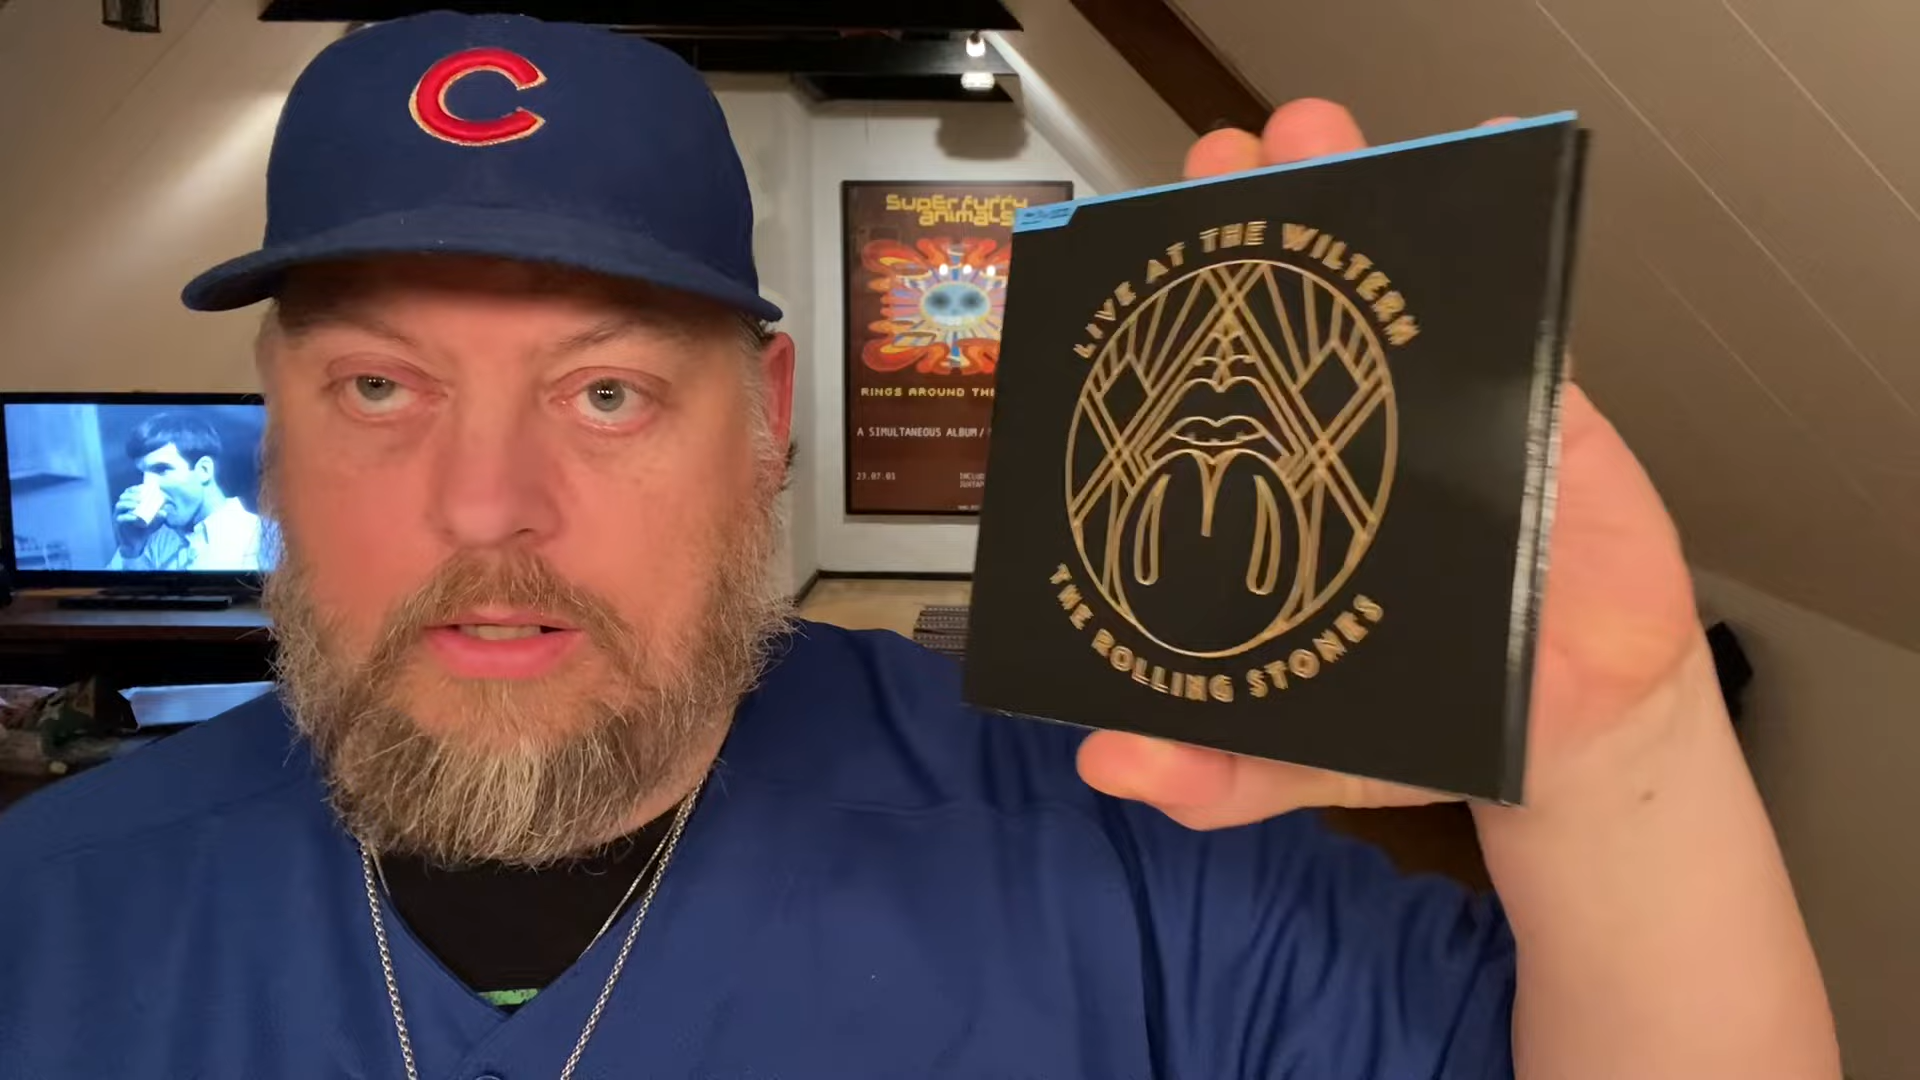 C
Super furry
animals
RINGS AROUND THE
A SIMULTANEOUS ALBUM /
23.07.01
LIVE AT THE WILTERN
THE ROLLING STONES